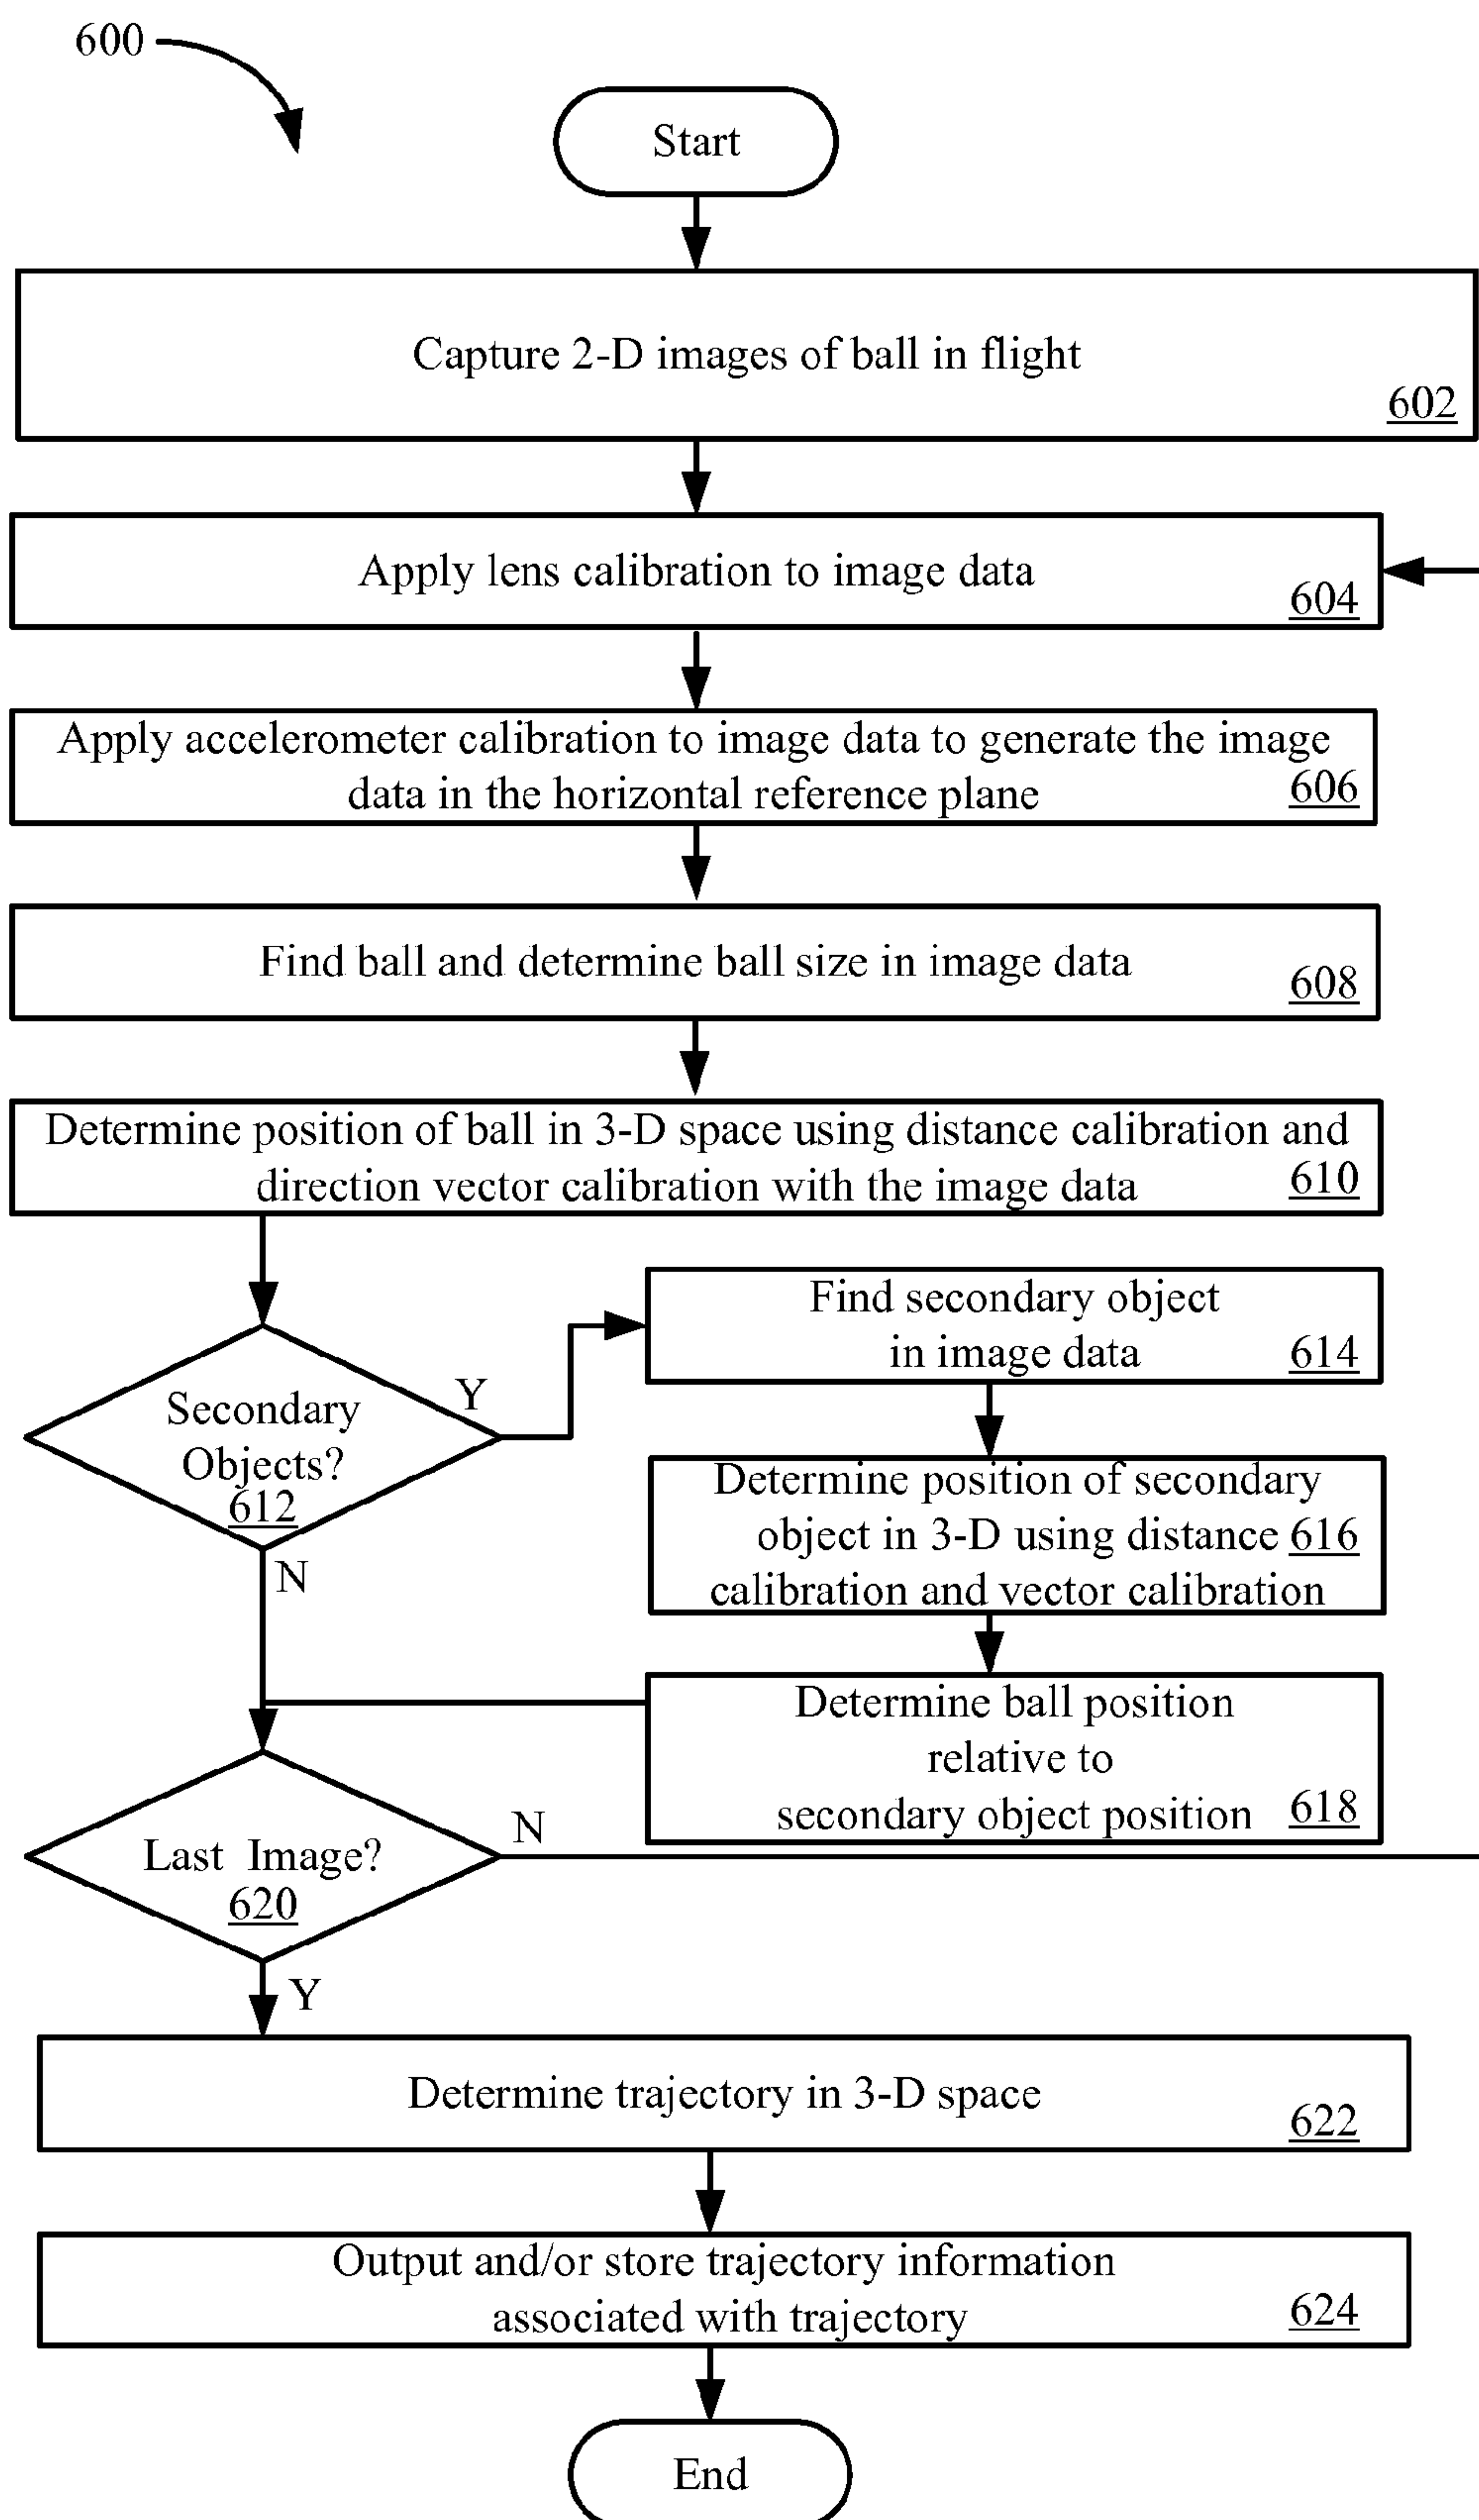 600
Start
Capture 2-D images of ball in flight
602
Apply lens calibration to image data
604
Apply accelerometer calibration to image data to generate the image
data in the horizontal reference plane
606
Find ball and determine ball size in image data
608
Determine position of ball in 3-D space using distance calibration and
direction vector calibration with the image data
610
Secondary
Objects?
612
Y
N
Find secondary object
in image data
614
Determine position of secondary
object in 3-D using distance 616
calibration and vector calibration
Determine ball position
relative to
secondary object position
618
Last Image?
620
N
Y
Determine trajectory in 3-D space
622
Output and/or store trajectory information
associated with trajectory
624
End